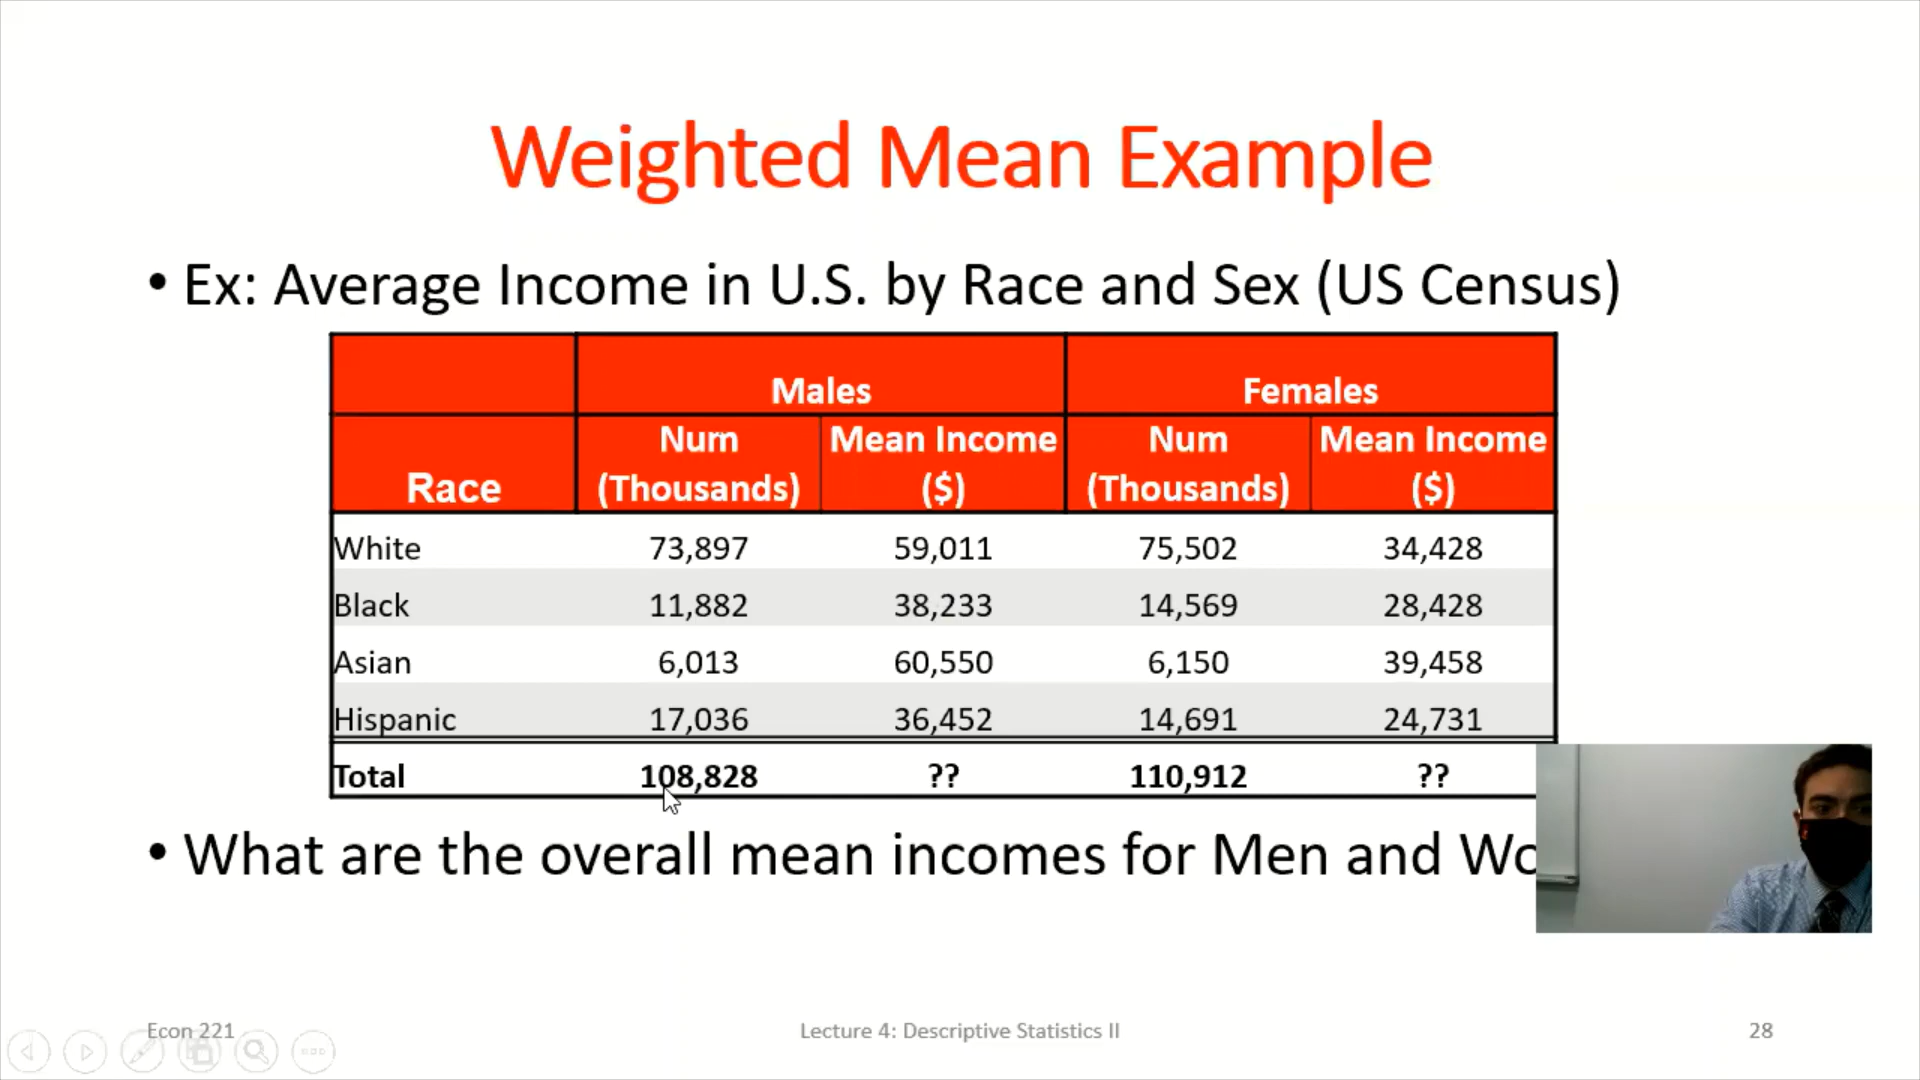 Weighted Mean Example
• Ex: Average Income in U.S. by Race and Sex (US Census)
Males Females
Race Num (Thousands) Mean Income ($) Num (Thousands) Mean Income ($)
White 73,897 59,011 75,502 34,428
Black 11,882 38,233 14,569 28,428
Asian 6,013 60,550 6,150 39,458
Hispanic 17,036 36,452 14,691 24,731
Total 108,828 ?? 110,912 ??
• What are the overall mean incomes for Men and Wo
Econ 221 Lecture 4: Descriptive Statistics II 28